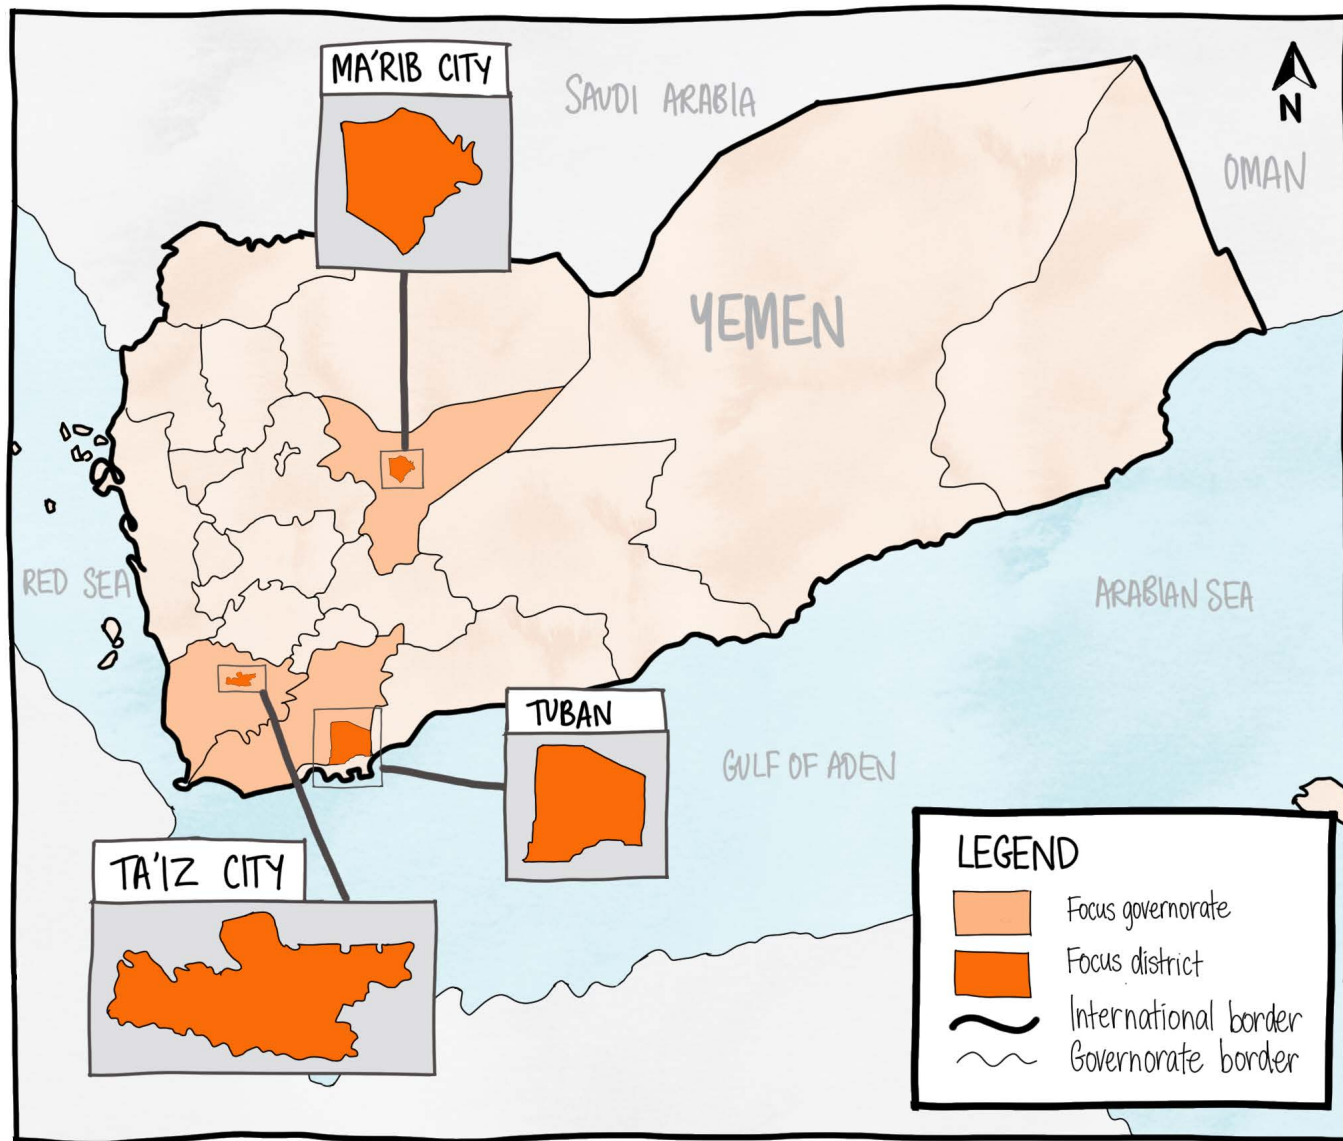 MA'RIB CITY
SAUDI ARABIA
N
OMAN
YEMEN
RED SEA
ARABIAN SEA
TUBAN
GULF OF ADEN
TA'IZ CITY
LEGEND
Focus governorate
Focus district
International border
Governorate border